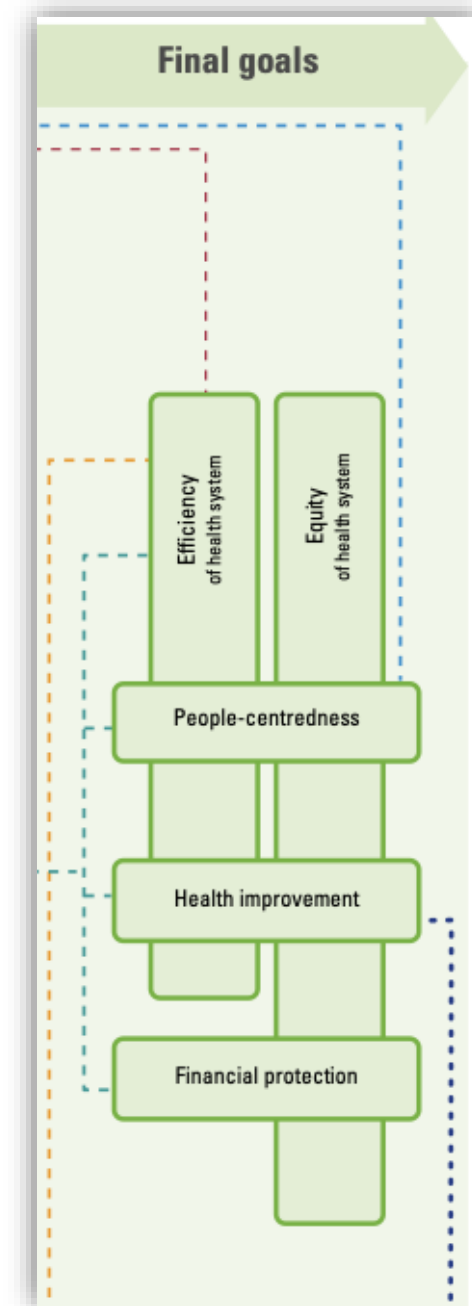 Final goals
Efficiency
of health system
Equity
of health system
People-centredness
Health improvement
Financial protection